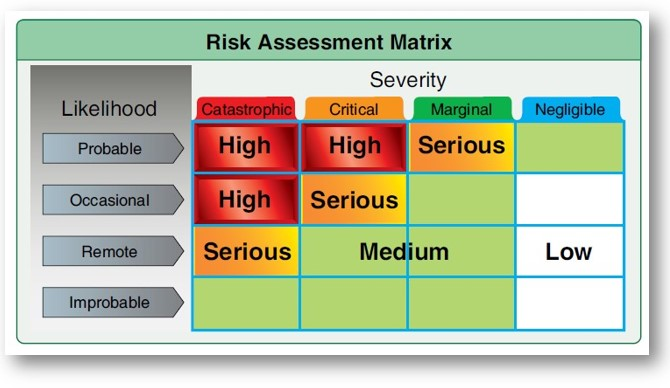 Risk Assessment Matrix
Severity
Likelihood Catastrophic Critical Marginal Negligible
Probable High High Serious
Occasional High Serious
Remote Serious Medium Low
Improbable